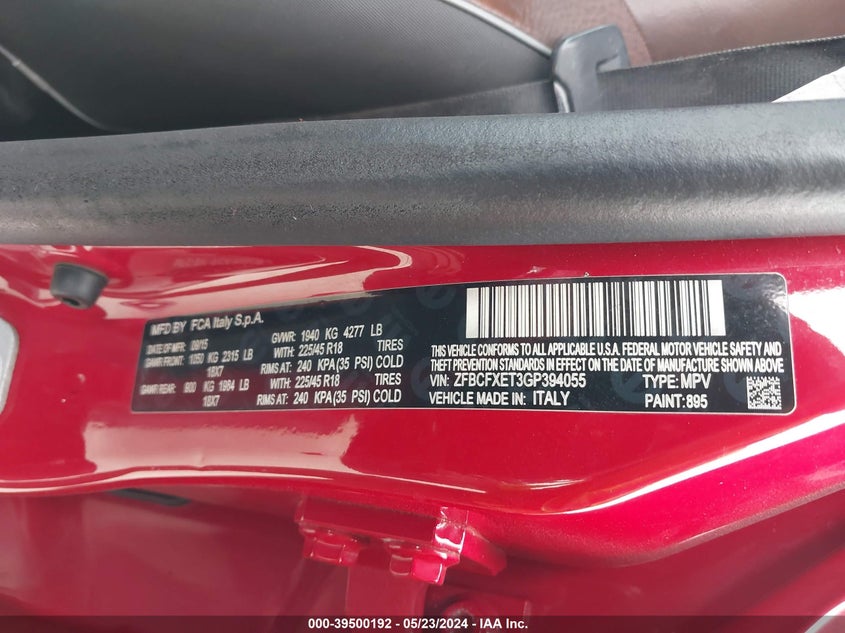 MFD BY FCA Italy S.p.A.
DATE OF MFR: 09/15 GVWR: 1940 KG 4277 LB
GAWR FRONT: 1050 KG 2315 LB WITH: 225/45 R18 TIRES
18X7 RIMS AT: 240 KPA(35 PSI) COLD
GAWR REAR: 900 KG 1984 LB WITH: 225/45 R18 TIRES
18X7 RIMS AT: 240 KPA(35 PSI) COLD
THIS VEHICLE CONFORMS TO ALL APPLICABLE U.S.A. FEDERAL MOTOR VEHICLE SAFETY AND
THEFT PREVENTION STANDARDS IN EFFECT ON THE DATE OF MANUFACTURE SHOWN ABOVE
VIN: ZFBCFXET3GP394055 TYPE: MPV
VEHICLE MADE IN: ITALY PAINT: 895
000-39500192 - 05/23/2024 - IAA Inc.